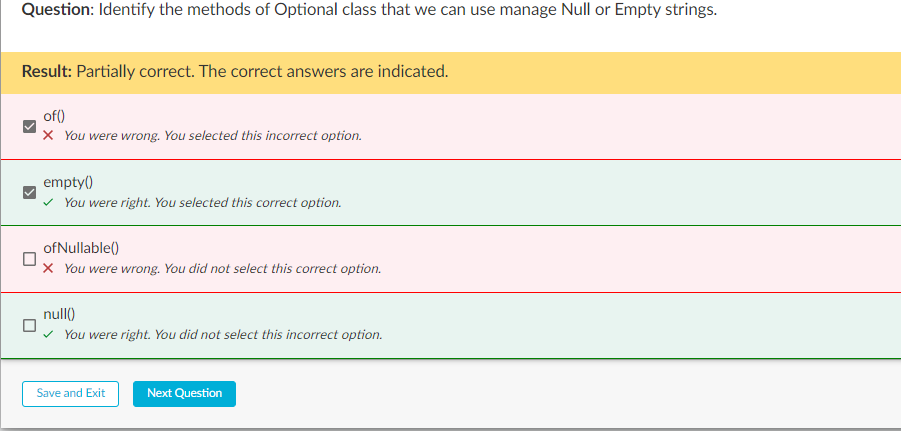 Question: Identify the methods of Optional class that we can use manage Null or Empty strings.
Result: Partially correct. The correct answers are indicated.
of()
You were wrong. You selected this incorrect option.
empty()
You were right. You selected this correct option.
ofNullable()
You were wrong. You did not select this correct option.
null()
You were right. You did not select this incorrect option.
Save and Exit Next Question